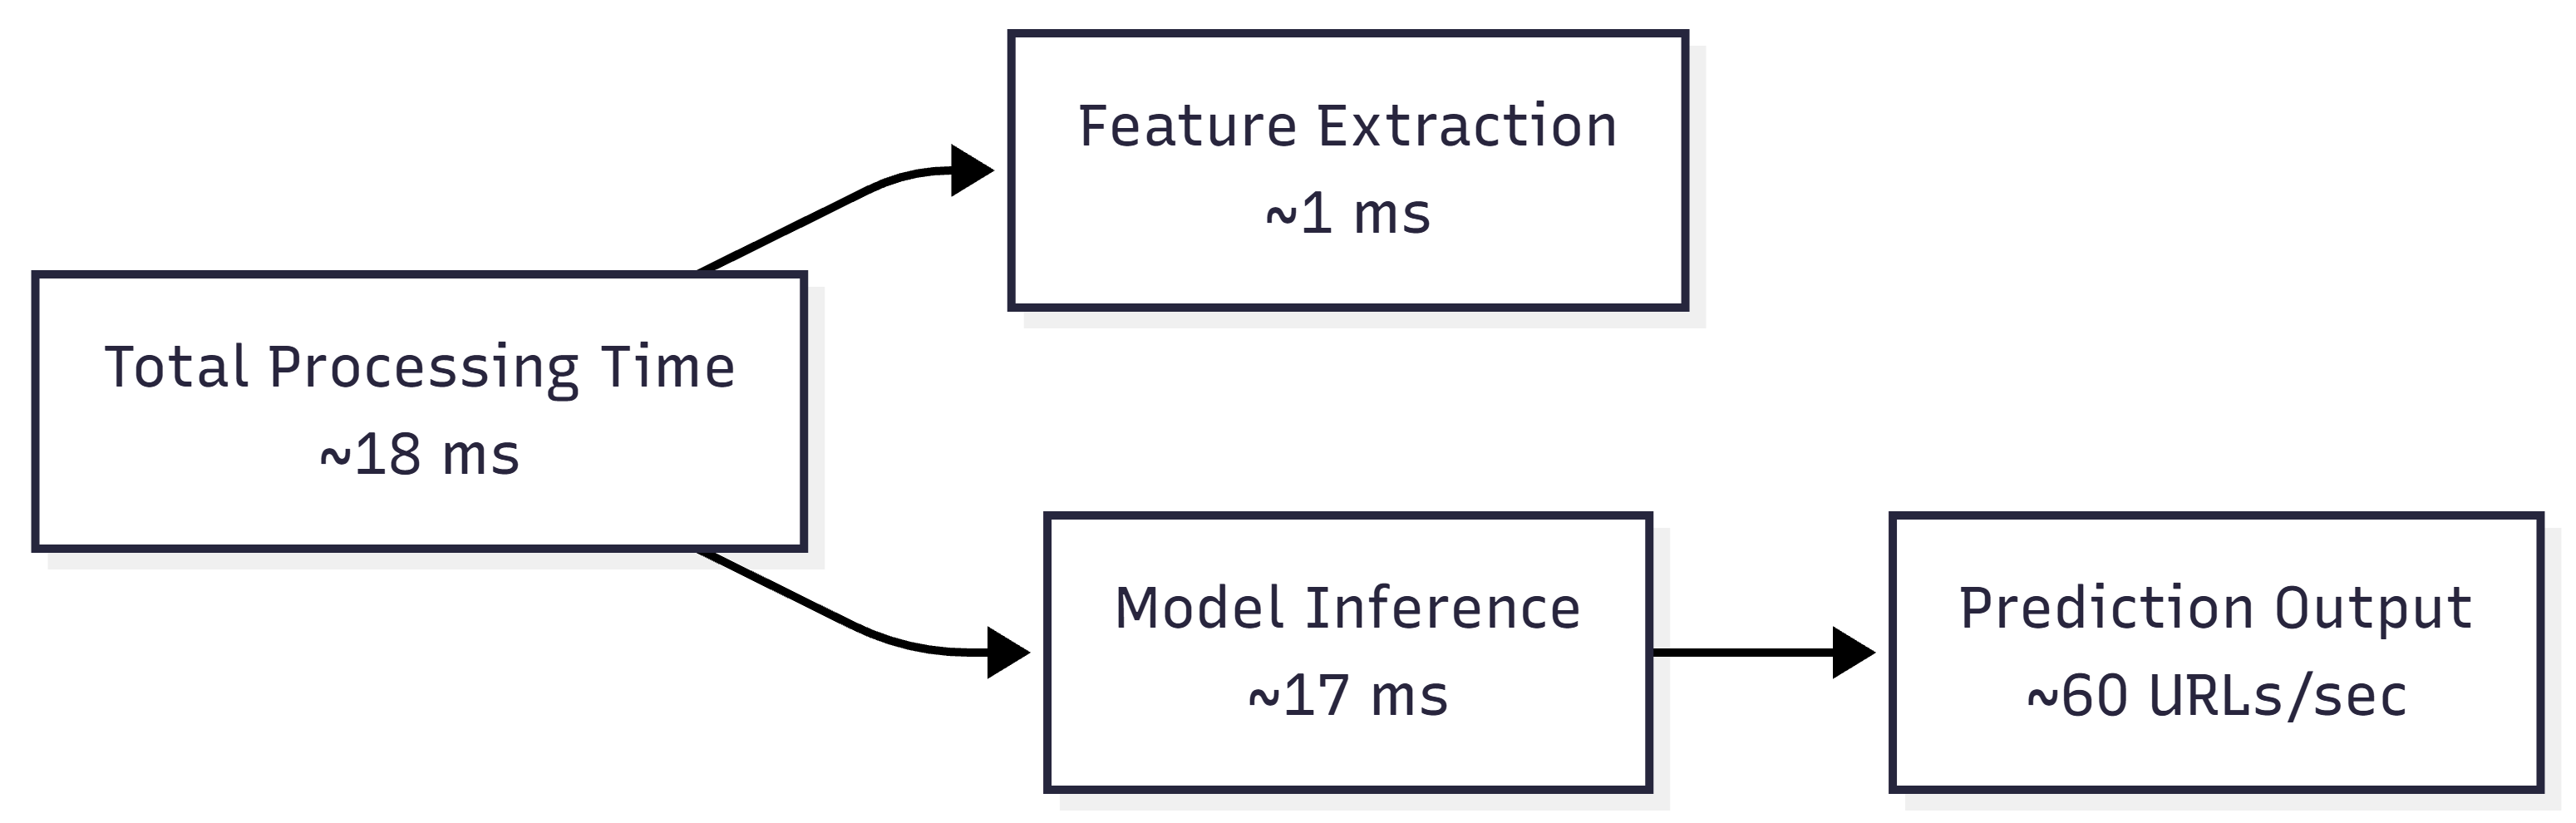 Feature Extraction
~1 ms
Total Processing Time
~18 ms
Model Inference
~17 ms
Prediction Output
~60 URLs/sec